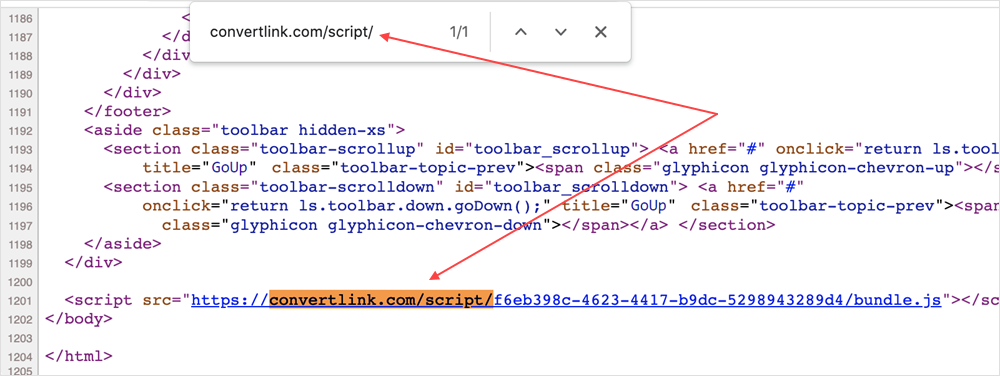 convertlink.com/script/ 1/1
1186 <
1187 </d
1188 </div
1189 </div>
1190 </div>
1191 </footer>
1192 <aside class="toolbar hidden-xs">
1193 <section class="toolbar-scrollup" id="toolbar_scrollup"> <a href="#" onclick="return ls.tool
1194 title="GoUp" class="toolbar-topic-prev"><span class="glyphicon glyphicon-chevron-up"></s
1195 <section class="toolbar-scrolldown" id="toolbar_scrolldown"> <a href="#"
1196 onclick="return ls.toolbar.down.goDown();" title="GoUp" class="toolbar-topic-prev"><span
1197 class="glyphicon glyphicon-chevron-down"></span></a> </section>
1198 </aside>
1199 </div>
1200
1201 <script src="https://convertlink.com/script/f6eb398c-4623-4417-b9dc-5298943289d4/bundle.js"></sc
1202 </body>
1203
1204 </html>
1205